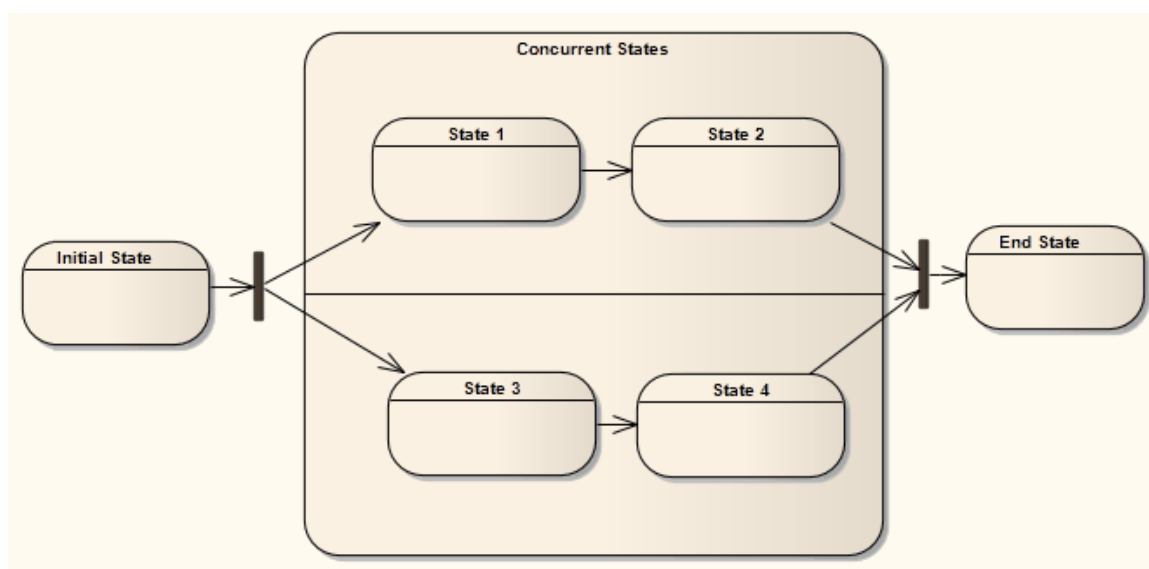 Concurrent States
State 1
State 2
Initial State
End State
State 3
State 4